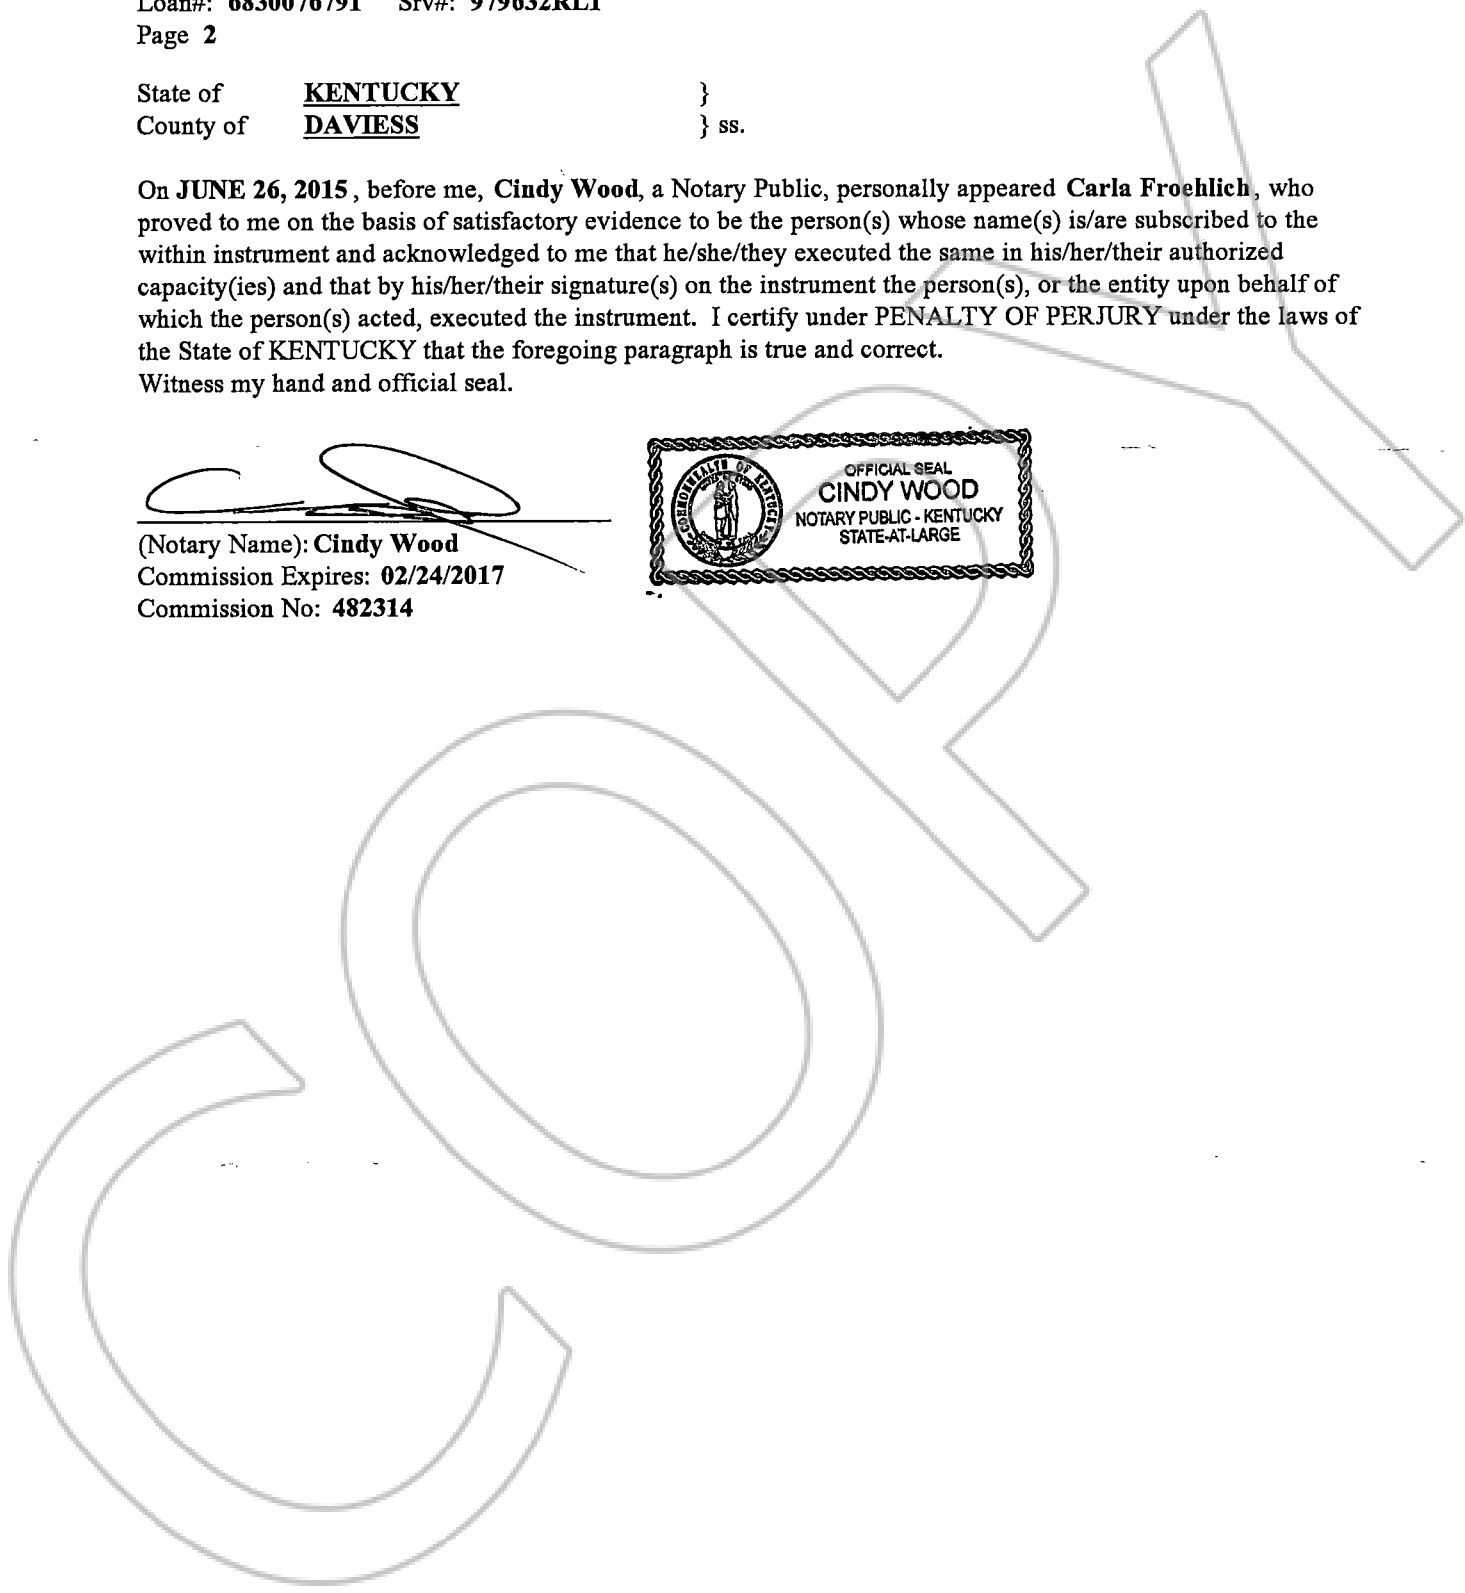 Loan#: 6830076791 Srv#: 979632RL1
Page 2
State of KENTUCKY }
County of DAVIESS } ss.
On JUNE 26, 2015, before me, Cindy Wood, a Notary Public, personally appeared Carla Froehlich, who
proved to me on the basis of satisfactory evidence to be the person(s) whose name(s) is/are subscribed to the
within instrument and acknowledged to me that he/she/they executed the same in his/her/their authorized
capacity(ies) and that by his/her/their signature(s) on the instrument the person(s), or the entity upon behalf of
which the person(s) acted, executed the instrument. I certify under PENALTY OF PERJURY under the laws of
the State of KENTUCKY that the foregoing paragraph is true and correct.
Witness my hand and official seal.
COMMONWEALTH OF KENTUCKY
OFFICIAL SEAL
CINDY WOOD
NOTARY PUBLIC - KENTUCKY
STATE-AT-LARGE
(Notary Name): Cindy Wood
Commission Expires: 02/24/2017
Commission No: 482314
COPY